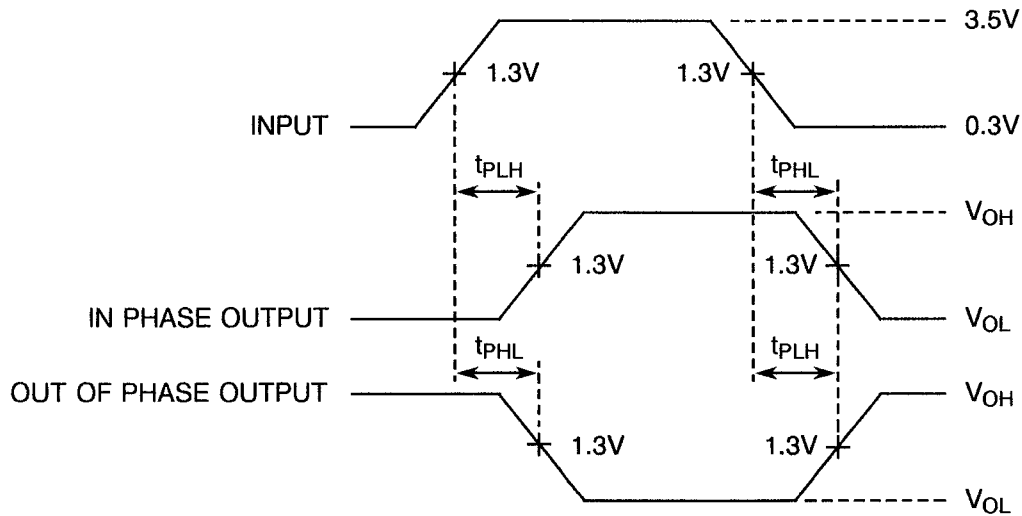 3.5V
1.3V 1.3V
INPUT 0.3V
tPLH tPHL
VOH
1.3V 1.3V
IN PHASE OUTPUT VOL
tPHL tPLH
OUT OF PHASE OUTPUT VOH
1.3V 1.3V
VOL